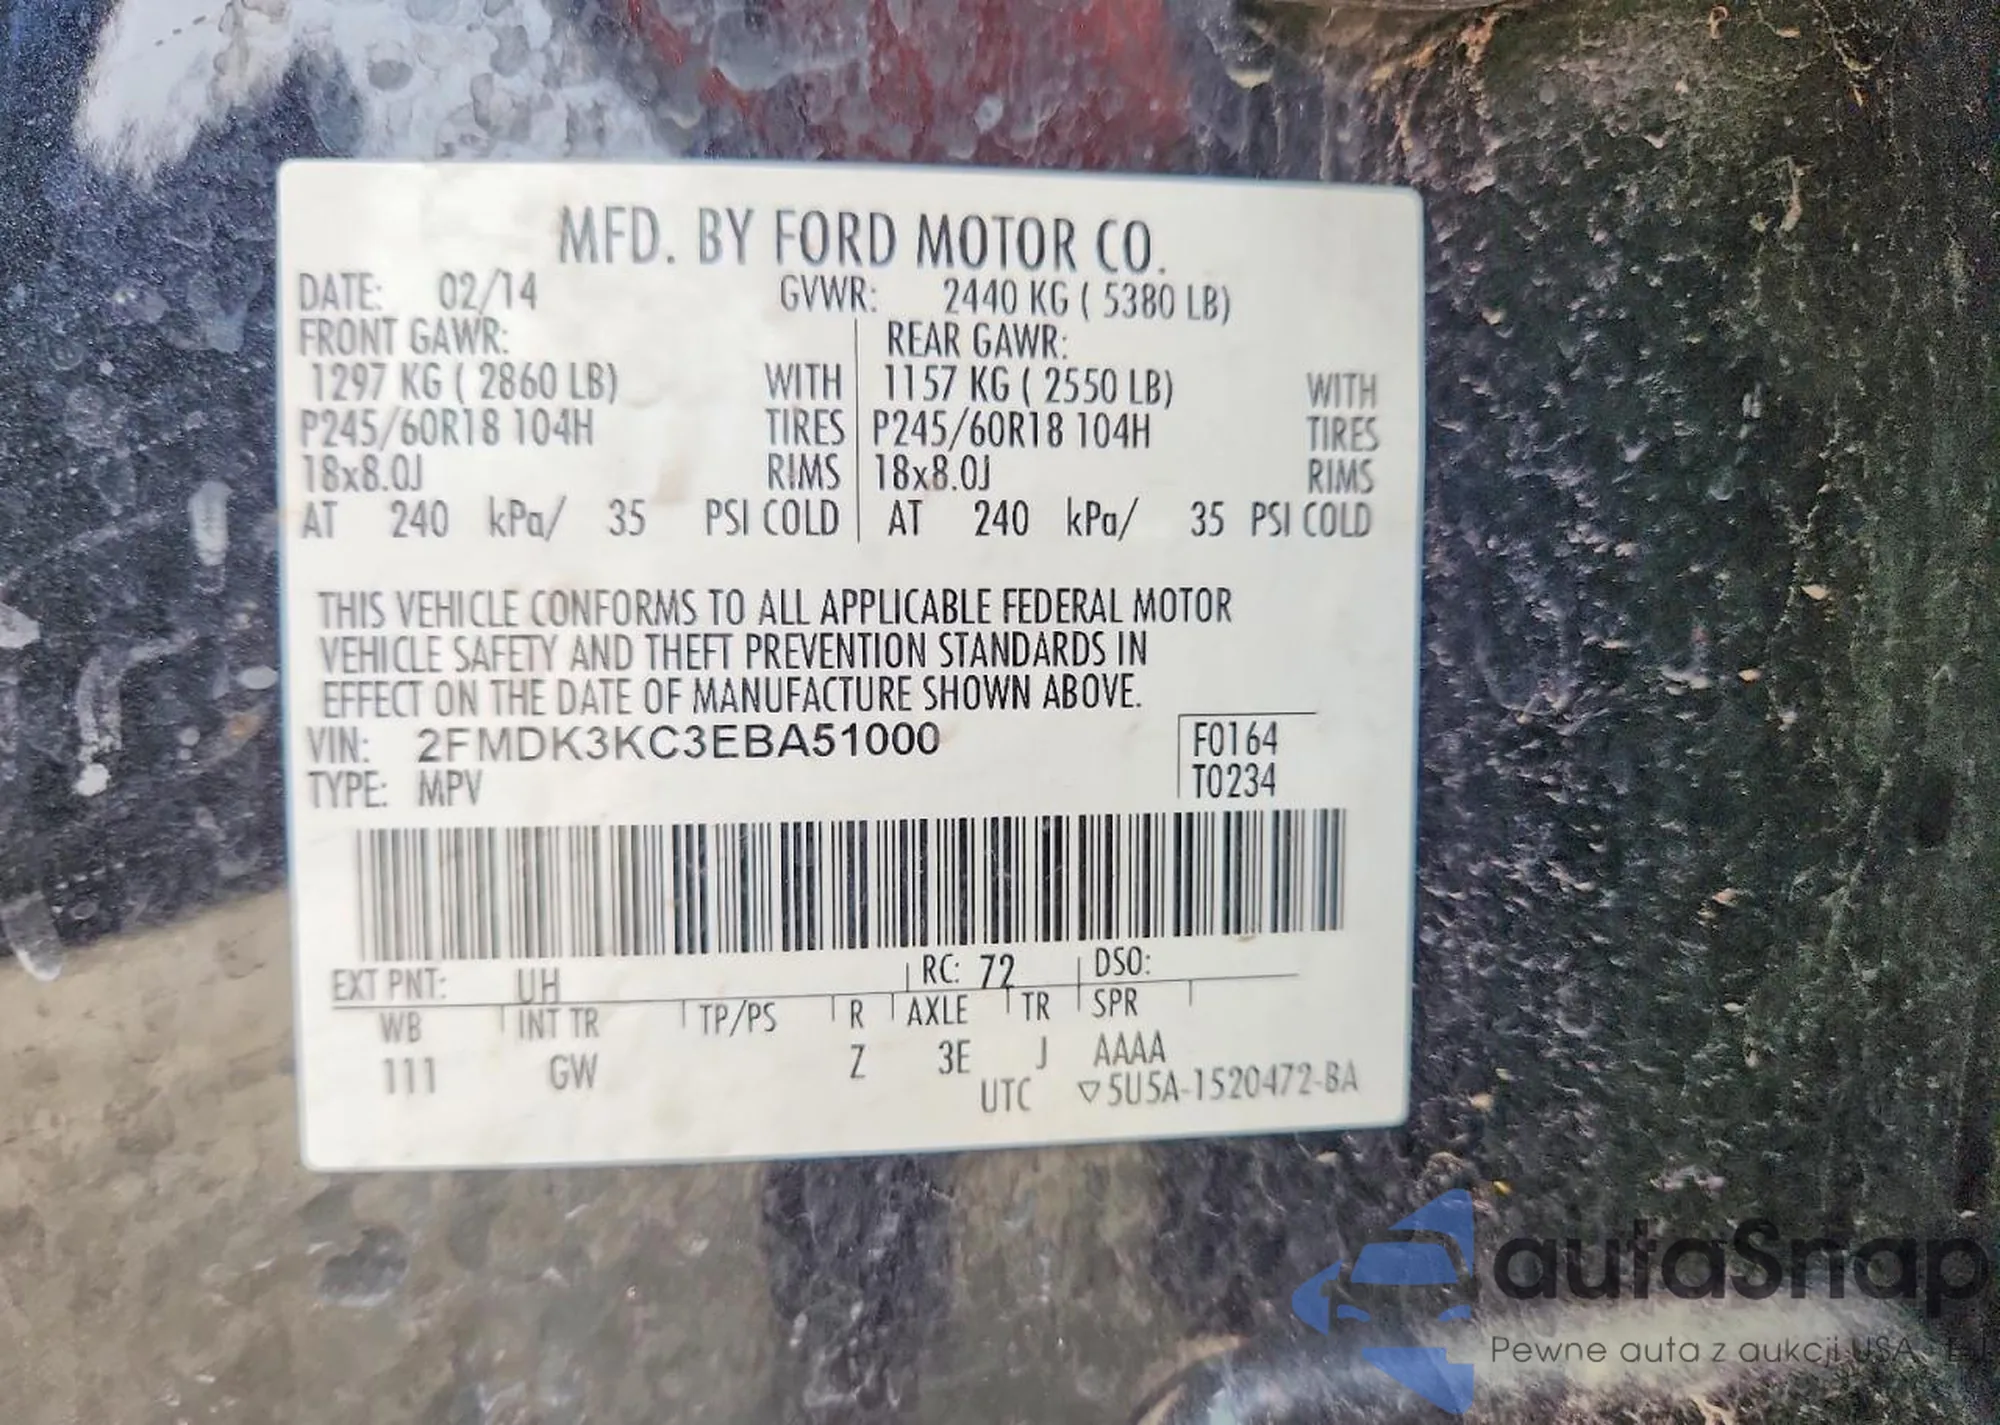 MFD. BY FORD MOTOR CO.
DATE: 02/14 GVWR: 2440 KG ( 5380 LB)
FRONT GAWR: REAR GAWR:
1297 KG ( 2860 LB) WITH 1157 KG ( 2550 LB) WITH
P245/60R18 104H TIRES P245/60R18 104H TIRES
18x8.0J RIMS 18x8.0J RIMS
AT 240 kPa/ 35 PSI COLD AT 240 kPa/ 35 PSI COLD
THIS VEHICLE CONFORMS TO ALL APPLICABLE FEDERAL MOTOR
VEHICLE SAFETY AND THEFT PREVENTION STANDARDS IN
EFFECT ON THE DATE OF MANUFACTURE SHOWN ABOVE.
VIN: 2FMDK3KC3EBA51000 F0164
TYPE: MPV T0234
EXT PNT: UH RC: 72 DSO:
WB INT TR TP/PS R AXLE TR SPR
111 GW Z 3E J AAAA
UTC ▽5U5A-1520472-BA
autaSnap
Pewne auta z aukcji USA